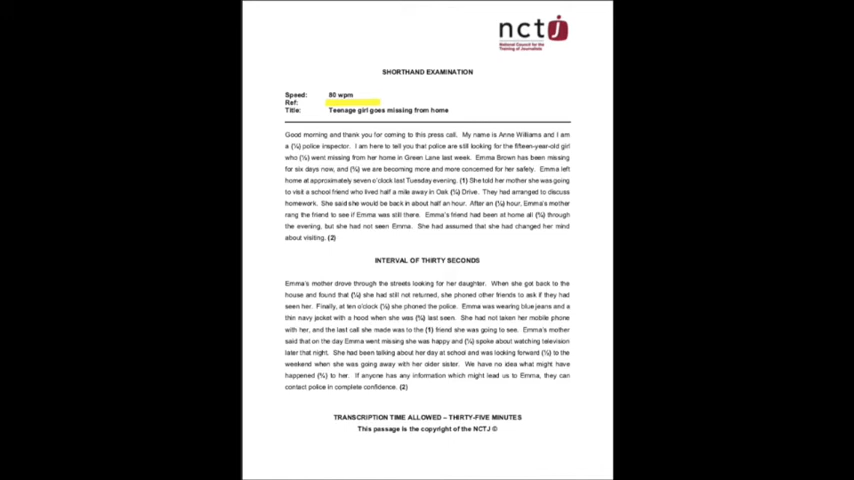 nctj
National Council for the
Training of Journalists
SHORTHAND EXAMINATION
Speed: 80 wpm
Ref:
Title: Teenage girl goes missing from home
Good morning and thank you for coming to this press call. My name is Anne Williams and I am
a (¼) police inspector. I am here to tell you that police are still looking for the fifteen-year-old girl
who (½) went missing from her home in Green Lane last week. Emma Brown has been missing
for six days now, and (¾) we are becoming more and more concerned for her safety. Emma left
home at approximately seven o'clock last Tuesday evening. (1) She told her mother she was going
to visit a school friend who lived half a mile away in Oak (¼) Drive. They had arranged to discuss
homework. She said she would be back in about half an hour. After an (½) hour, Emma's mother
rang the friend to see if Emma was still there. Emma's friend had been at home all (¾) through
the evening, but she had not seen Emma. She had assumed that she had changed her mind
about visiting. (2)
INTERVAL OF THIRTY SECONDS
Emma's mother drove through the streets looking for her daughter. When she got back to the
house and found that (¼) she had still not returned, she phoned other friends to ask if they had
seen her. Finally, at ten o'clock (½) she phoned the police. Emma was wearing blue jeans and a
thin navy jacket with a hood when she was (¾) last seen. She had not taken her mobile phone
with her, and the last call she made was to the (1) friend she was going to see. Emma's mother
said that on the day Emma went missing she was happy and (¼) spoke about watching television
later that night. She had been talking about her day at school and was looking forward (½) to the
weekend when she was going away with her older sister. We have no idea what might have
happened (¾) to her. If anyone has any information which might lead us to Emma, they can
contact police in complete confidence. (2)
TRANSCRIPTION TIME ALLOWED – THIRTY-FIVE MINUTES
This passage is the copyright of the NCTJ ©